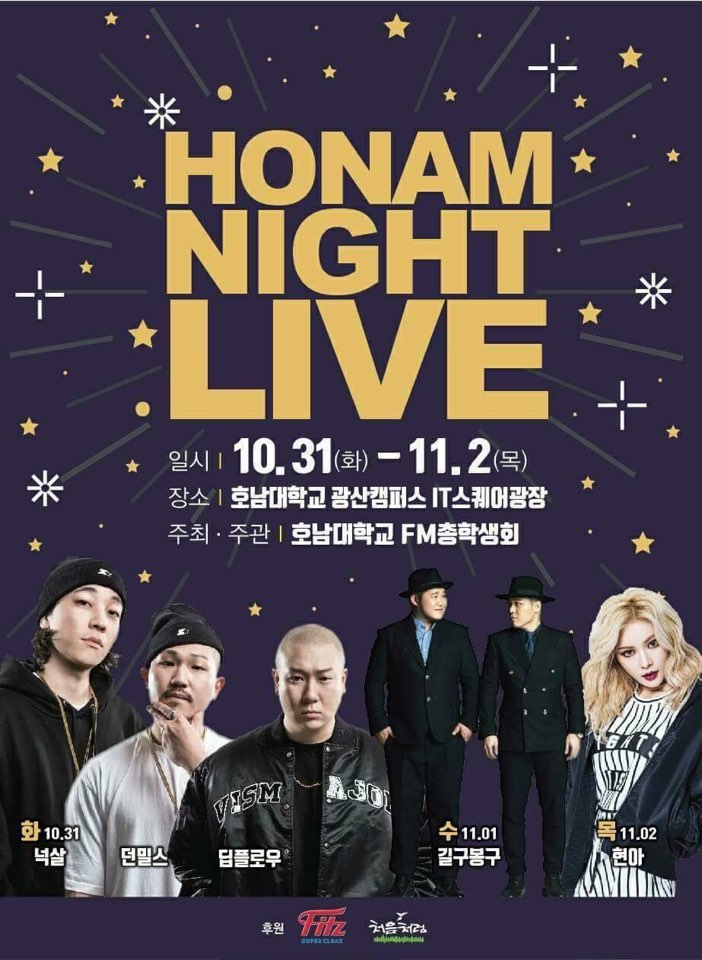 HONAM
NIGHT
LIVE
일시 | 10.31(화) - 11.2(목)
장소 | 호남대학교 광산캠퍼스 IT스퀘어광장
주최 · 주관 | 호남대학교 FM총학생회
화 10.31
넉살
던밀스
딥플로우
수 11.01
길구봉구
목 11.02
현아
후원
Fitz
SUPER CLEAR
처음처럼